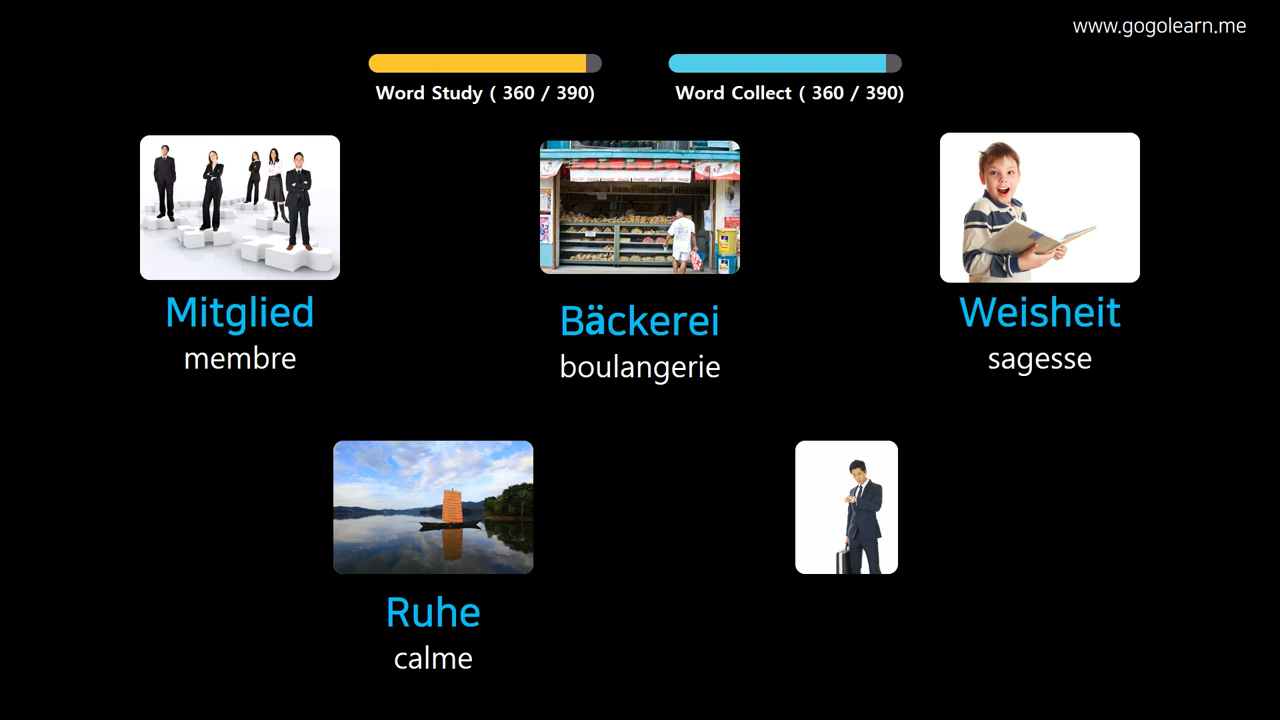 www.gogolearn.me
Word Study ( 360 / 390)
Word Collect ( 360 / 390)
Mitglied
membre
Bäckerei
boulangerie
Weisheit
sagesse
Ruhe
calme